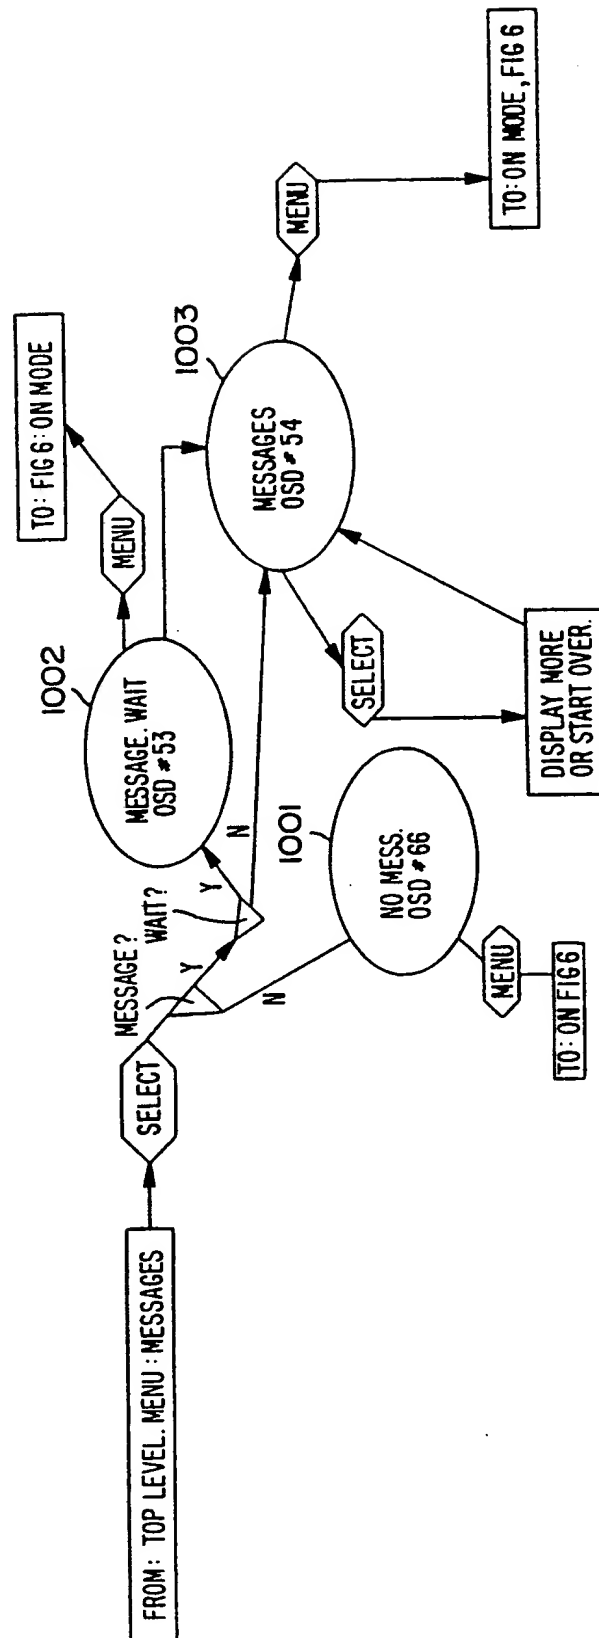 FROM: TOP LEVEL. MENU : MESSAGES
SELECT
MESSAGE?
Y
N
WAIT?
Y
N
1002
MESSAGE. WAIT
OSD #53
MENU
TO: FIG 6: ON MODE
1001
NO MESS.
OSD #66
MENU
TO: ON FIG 6
1003
MESSAGES
OSD #54
SELECT
DISPLAY MORE
OR START OVER.
MENU
TO: ON MODE, FIG 6